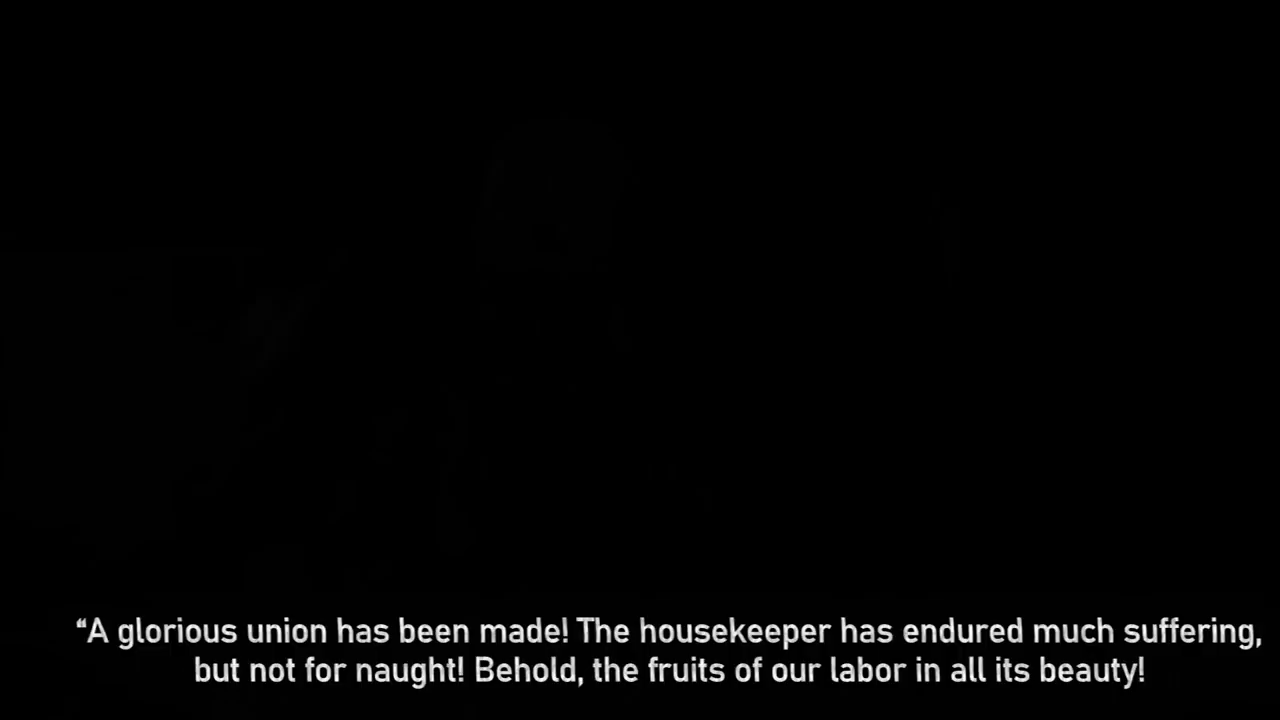 “A glorious union has been made! The housekeeper has endured much suffering,
but not for naught! Behold, the fruits of our labor in all its beauty!